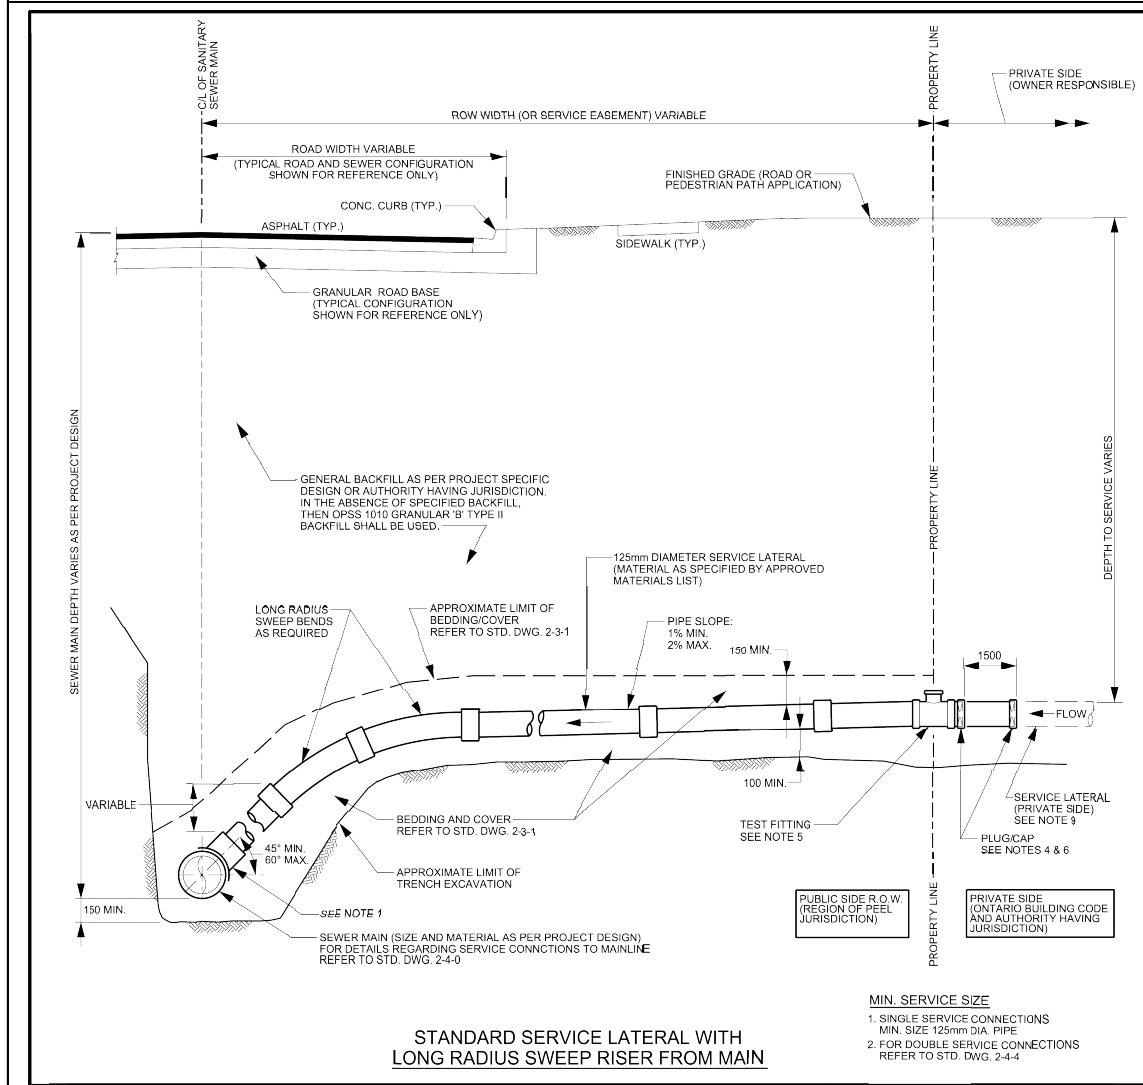 C/L OF SANITARY
SEWER MAIN
PROPERTY LINE
PRIVATE SIDE
(OWNER RESPONSIBLE)
ROW WIDTH (OR SERVICE EASEMENT) VARIABLE
ROAD WIDTH VARIABLE
(TYPICAL ROAD AND SEWER CONFIGURATION
SHOWN FOR REFERENCE ONLY)
FINISHED GRADE (ROAD OR
PEDESTRIAN PATH APPLICATION)
CONC. CURB (TYP.)
ASPHALT (TYP.)
SIDEWALK (TYP.)
GRANULAR ROAD BASE
(TYPICAL CONFIGURATION
SHOWN FOR REFERENCE ONLY)
SEWER MAIN DEPTH VARIES AS PER PROJECT DESIGN
DEPTH TO SERVICE VARIES
GENERAL BACKFILL AS PER PROJECT SPECIFIC
DESIGN OR AUTHORITY HAVING JURISDICTION.
IN THE ABSENCE OF SPECIFIED BACKFILL,
THEN OPSS 1010 GRANULAR 'B' TYPE II
BACKFILL SHALL BE USED.
PROPERTY LINE
125mm DIAMETER SERVICE LATERAL
(MATERIAL AS SPECIFIED BY APPROVED
MATERIALS LIST)
LONG RADIUS
SWEEP BENDS
AS REQUIRED
APPROXIMATE LIMIT OF
BEDDING/COVER
REFER TO STD. DWG. 2-3-1
PIPE SLOPE:
1% MIN.
2% MAX.
150 MIN.
1500
FLOW
100 MIN.
VARIABLE
BEDDING AND COVER
REFER TO STD. DWG. 2-3-1
TEST FITTING
SEE NOTE 5
SERVICE LATERAL
(PRIVATE SIDE)
SEE NOTE 9
PLUG/CAP
SEE NOTES 4 & 6
45° MIN.
60° MAX.
APPROXIMATE LIMIT OF
TRENCH EXCAVATION
150 MIN.
SEE NOTE 1
SEWER MAIN (SIZE AND MATERIAL AS PER PROJECT DESIGN)
FOR DETAILS REGARDING SERVICE CONNCTIONS TO MAINLINE
REFER TO STD. DWG. 2-4-0
PUBLIC SIDE R.O.W.
(REGION OF PEEL
JURISDICTION)
PROPERTY LINE
PRIVATE SIDE
(ONTARIO BUILDING CODE
AND AUTHORITY HAVING
JURISDICTION)
MIN. SERVICE SIZE
1. SINGLE SERVICE CONNECTIONS
MIN. SIZE 125mm DIA. PIPE
2. FOR DOUBLE SERVICE CONNECTIONS
REFER TO STD. DWG. 2-4-4
STANDARD SERVICE LATERAL WITH
LONG RADIUS SWEEP RISER FROM MAIN